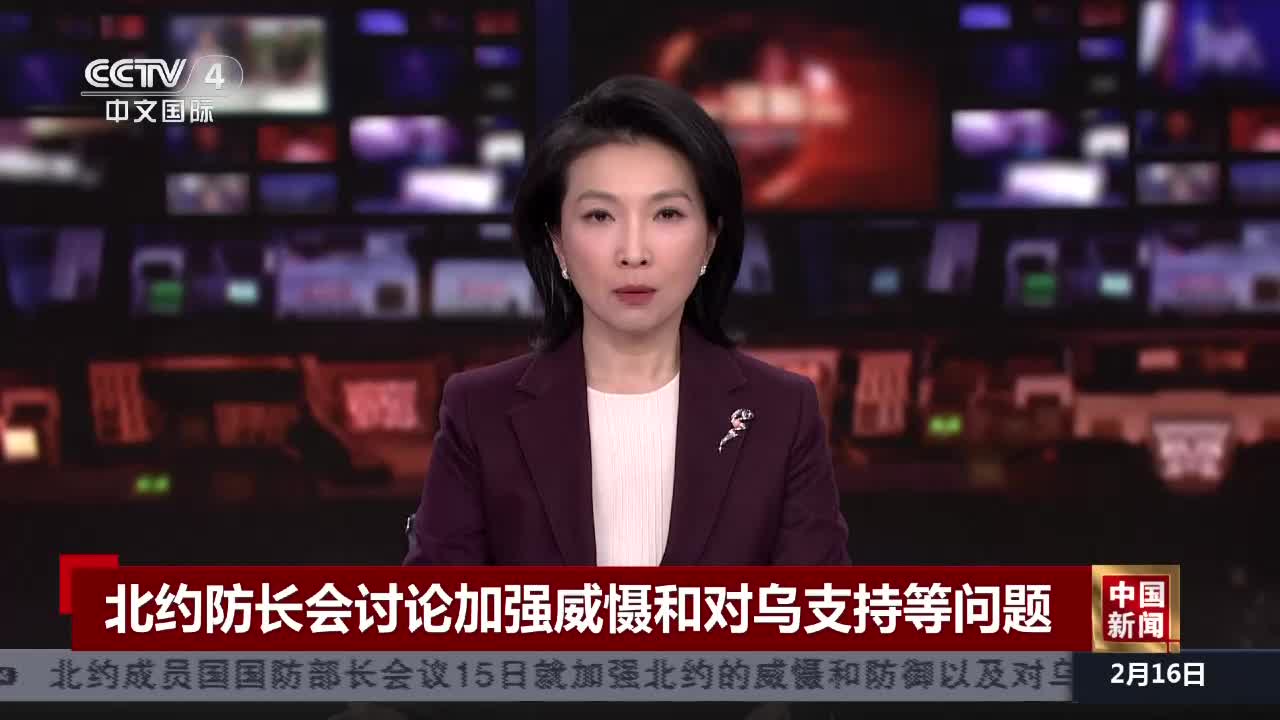 CCTV 4
中文国际
北约防长会讨论加强威慑和对乌支持等问题
中国
新闻
北约成员国国防部长会议15日就加强北约的威慑和防御以及对乌
2月16日